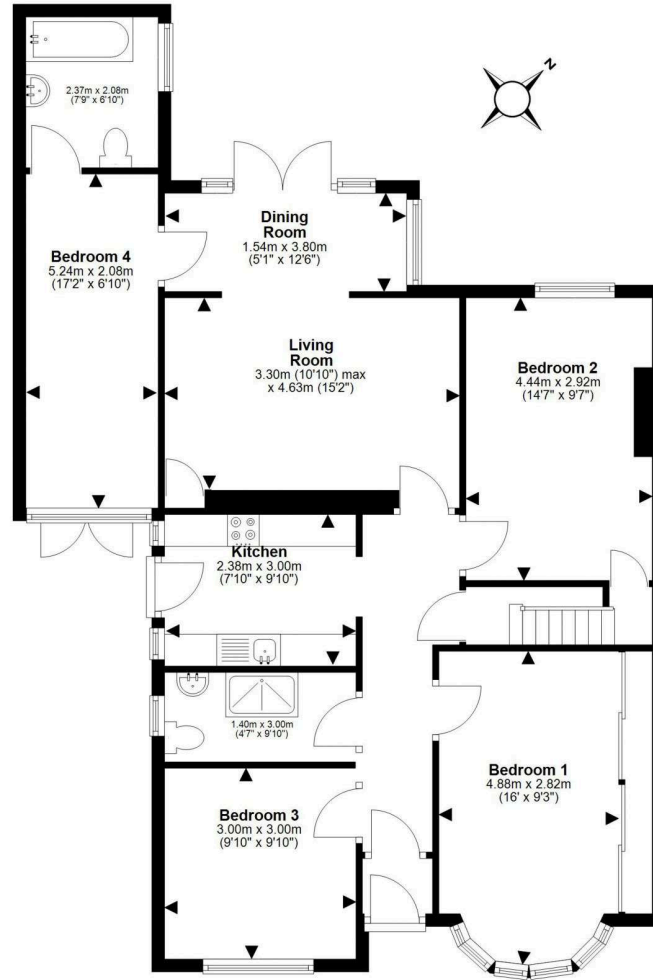 2.37m x 2.08m
(7'9" x 6'10")
N
Dining
Room
1.54m x 3.80m
(5'1" x 12'6")
Bedroom 4
5.24m x 2.08m
(17'2" x 6'10")
Living
Room
3.30m (10'10") max
x 4.63m (15'2")
Bedroom 2
4.44m x 2.92m
(14'7" x 9'7")
Kitchen
2.38m x 3.00m
(7'10" x 9'10")
1.40m x 3.00m
(4'7" x 9'10")
Bedroom 1
4.88m x 2.82m
(16' x 9'3")
Bedroom 3
3.00m x 3.00m
(9'10" x 9'10")